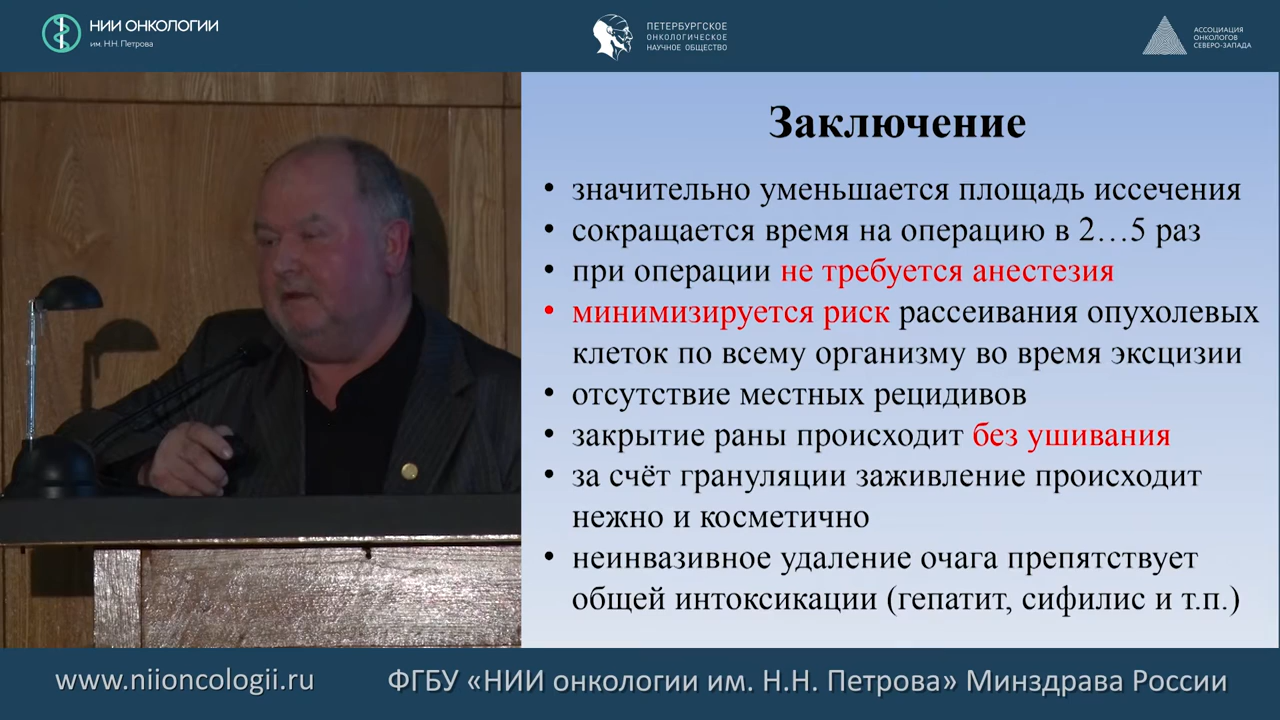 НИИ ОНКОЛОГИИ
им. Н.Н. Петрова
ПЕТЕРБУРГСКОЕ
ОНКОЛОГИЧЕСКОЕ
НАУЧНОЕ ОБЩЕСТВО
АССОЦИАЦИЯ
ОНКОЛОГОВ
СЕВЕРО-ЗАПАДА
Заключение
• значительно уменьшается площадь иссечения
• сокращается время на операцию в 2…5 раз
• при операции не требуется анестезия
• минимизируется риск рассеивания опухолевых
клеток по всему организму во время эксцизии
• отсутствие местных рецидивов
• закрытие раны происходит без ушивания
• за счёт грануляции заживление происходит
нежно и косметично
• неинвазивное удаление очага препятствует
общей интоксикации (гепатит, сифилис и т.п.)
www.niioncologii.ru
ФГБУ «НИИ онкологии им. Н.Н. Петрова» Минздрава России